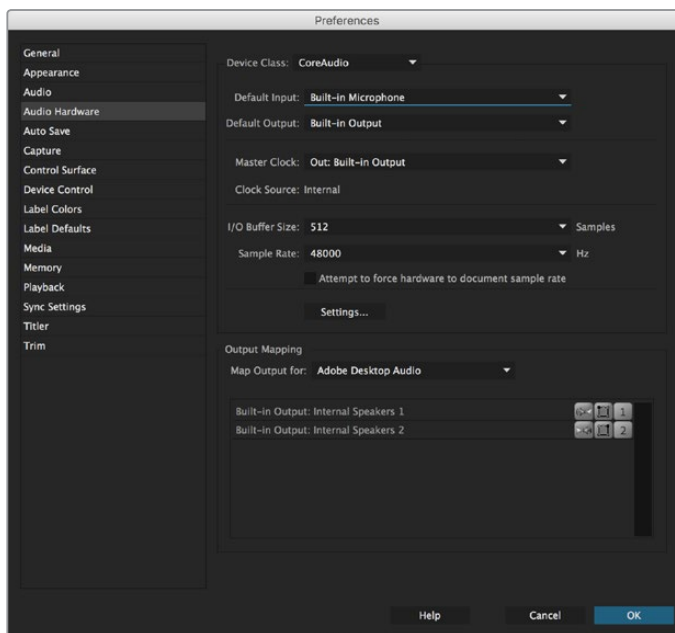 Preferences
General
Appearance
Audio
Audio Hardware
Auto Save
Capture
Control Surface
Device Control
Label Colors
Label Defaults
Media
Memory
Playback
Sync Settings
Titler
Trim
Device Class: CoreAudio
Default Input: Built-in Microphone
Default Output: Built-in Output
Master Clock: Out: Built-in Output
Clock Source: Internal
I/O Buffer Size: 512 Samples
Sample Rate: 48000 Hz
Attempt to force hardware to document sample rate
Settings...
Output Mapping
Map Output for: Adobe Desktop Audio
Built-in Output: Internal Speakers 1 1
Built-in Output: Internal Speakers 2 2
Help Cancel OK